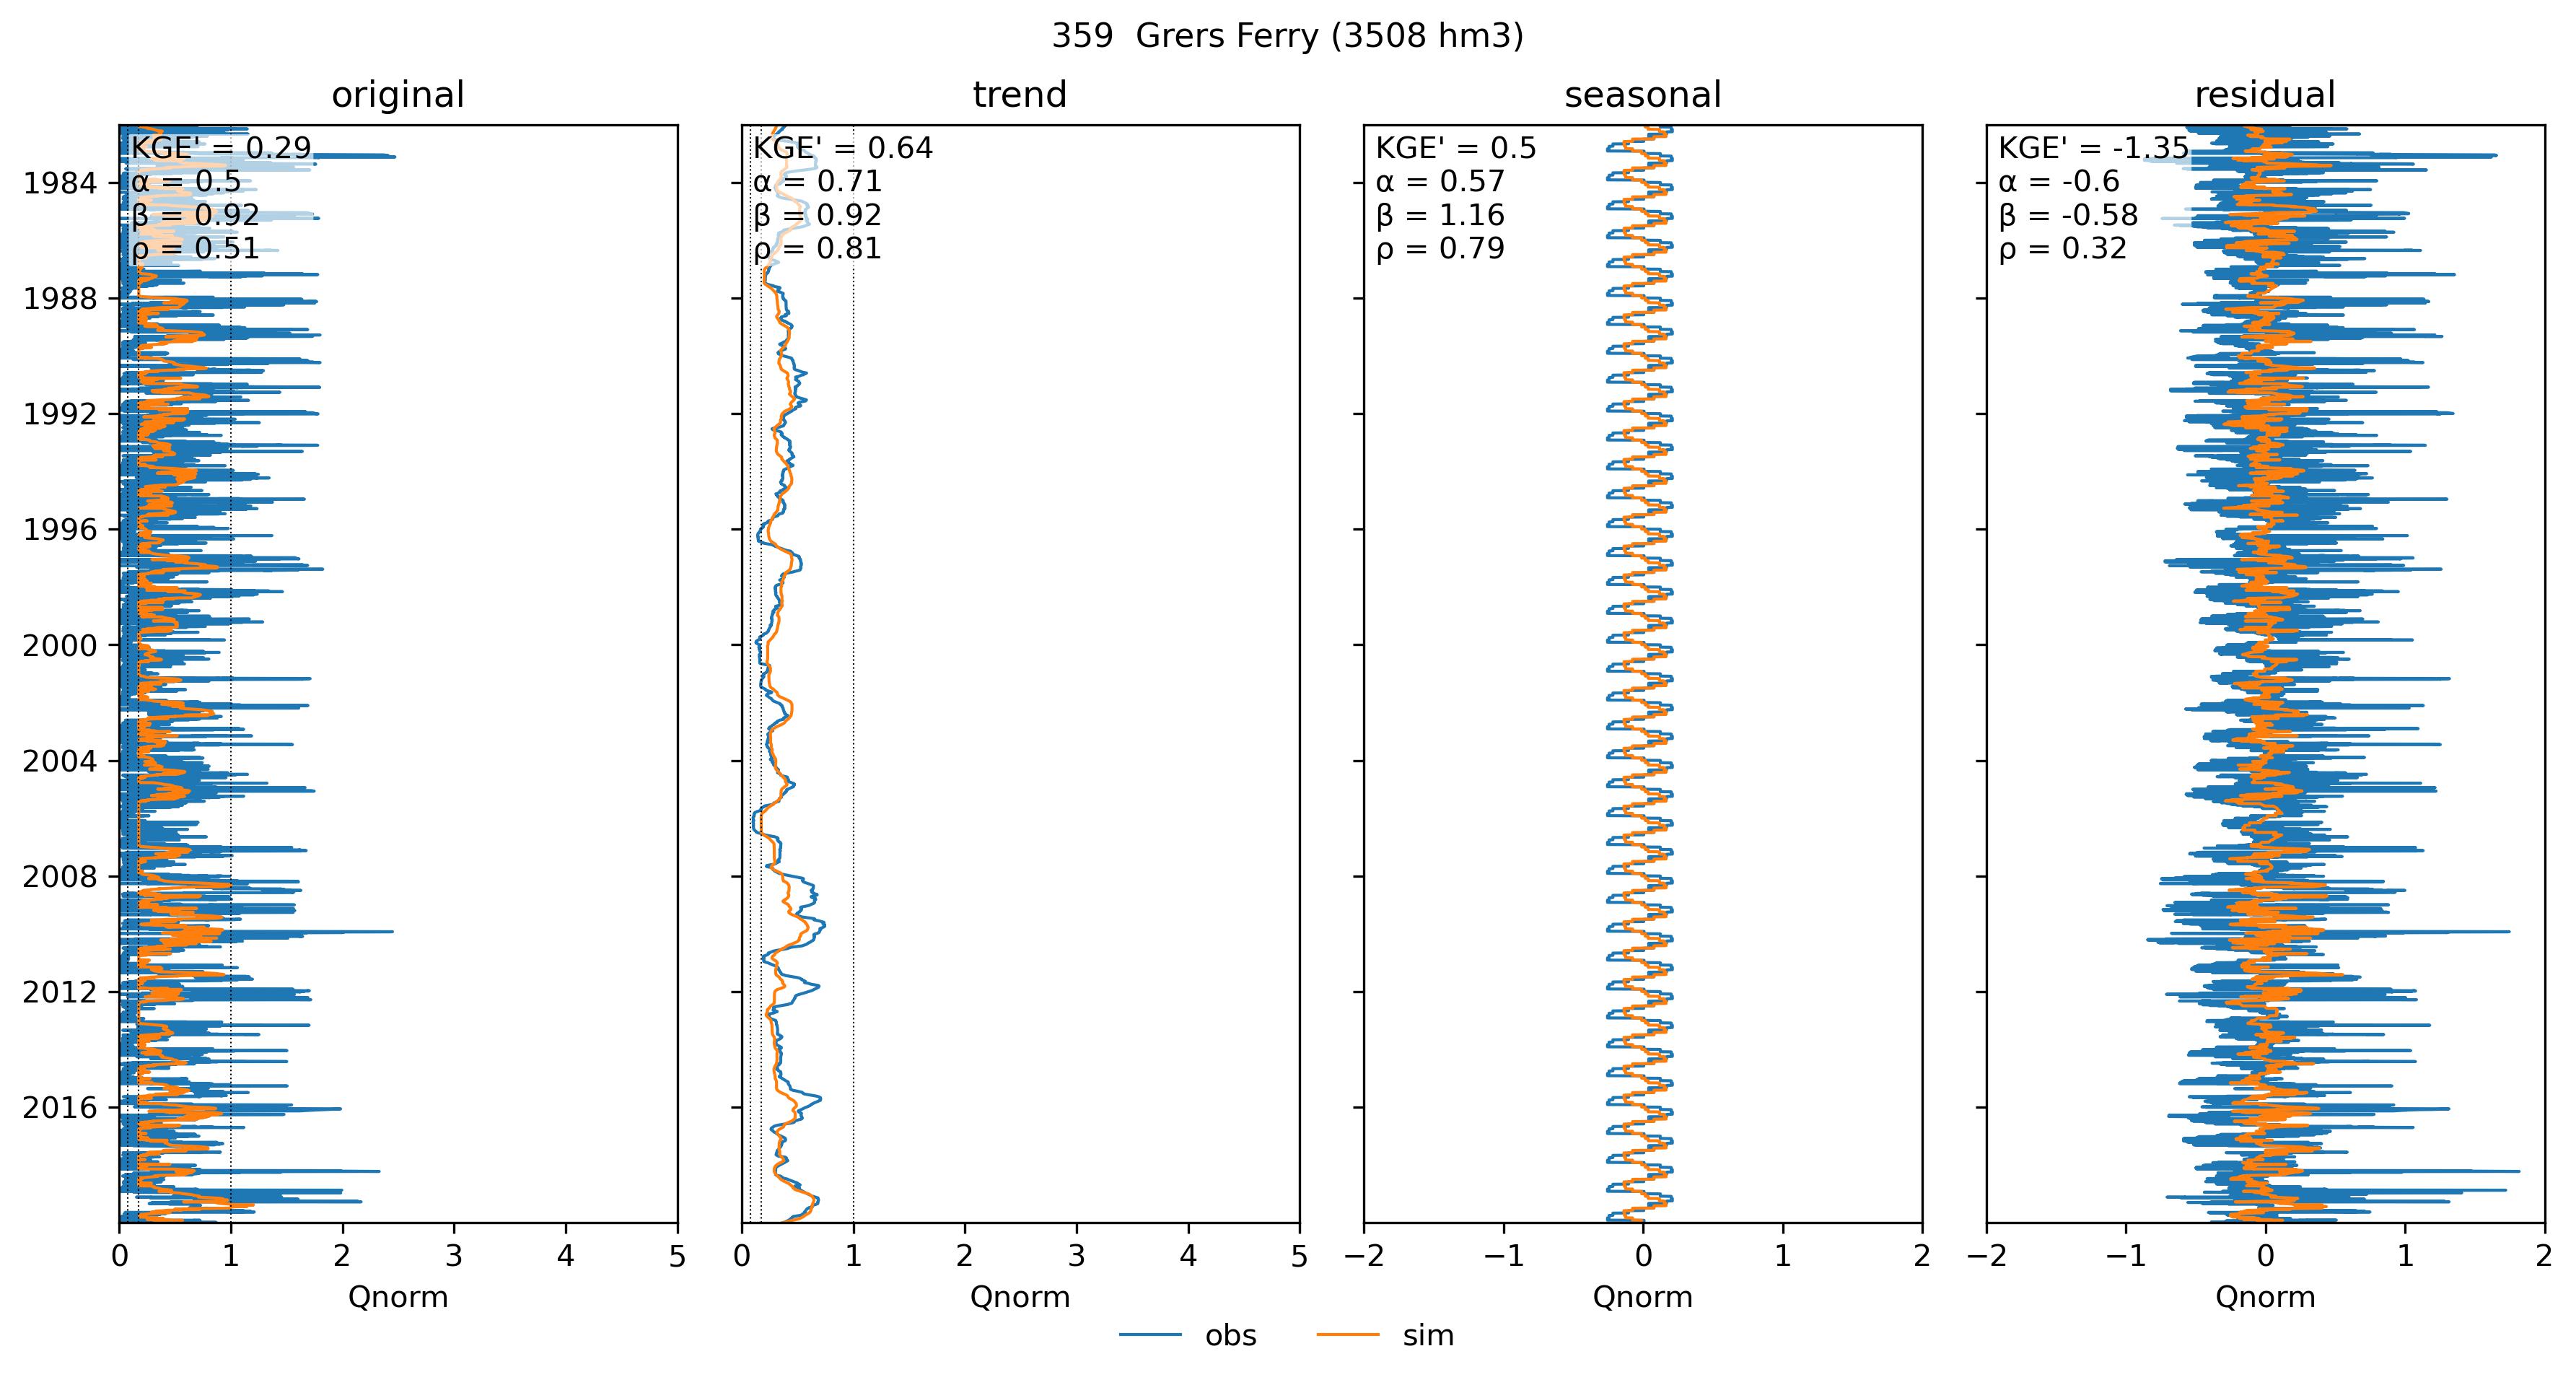 359  Grers Ferry (3508 hm3)
original
trend
seasonal
residual
KGE' = 0.29
α = 0.5
β = 0.92
ρ = 0.51
KGE' = 0.64
α = 0.71
β = 0.92
ρ = 0.81
KGE' = 0.5
α = 0.57
β = 1.16
ρ = 0.79
KGE' = -1.35
α = -0.6
β = -0.58
ρ = 0.32
1984
1988
1992
1996
2000
2004
2008
2012
2016
0 1 2 3 4 5
0 1 2 3 4 5
−2 −1 0 1 2
−2 −1 0 1 2
Qnorm
Qnorm
Qnorm
Qnorm
obs
sim